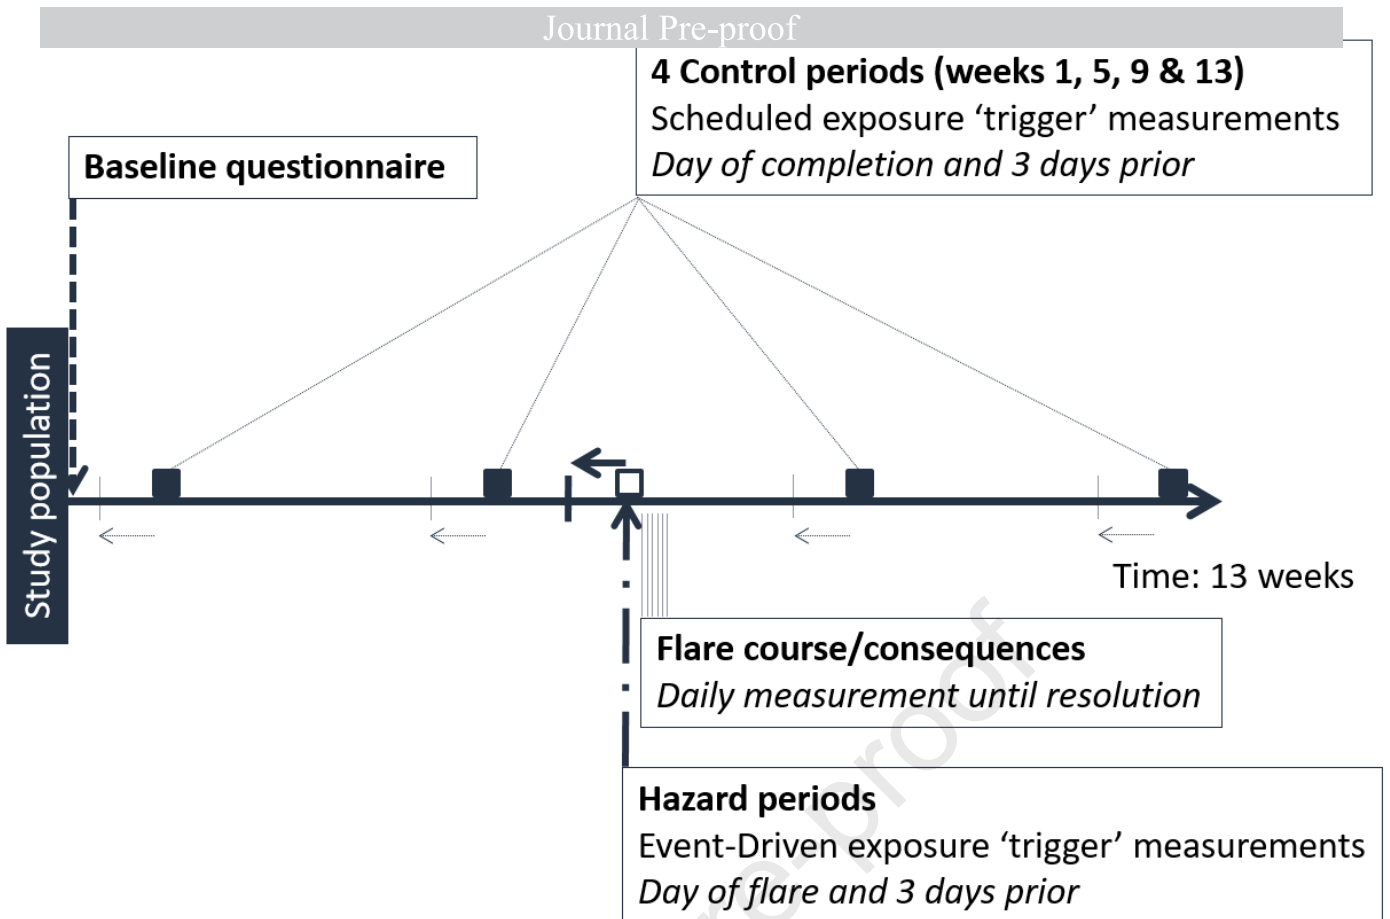 Journal Pre-proof
4 Control periods (weeks 1, 5, 9 & 13)
Scheduled exposure ‘trigger’ measurements
Day of completion and 3 days prior
Baseline questionnaire
Study population
Time: 13 weeks
Flare course/consequences
Daily measurement until resolution
Hazard periods
Event-Driven exposure ‘trigger’ measurements
Day of flare and 3 days prior
re-proof